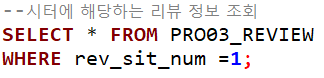 --시터에 해당하는 리뷰 정보 조회
SELECT * FROM PRO03_REVIEW
WHERE rev_sit_num =1;